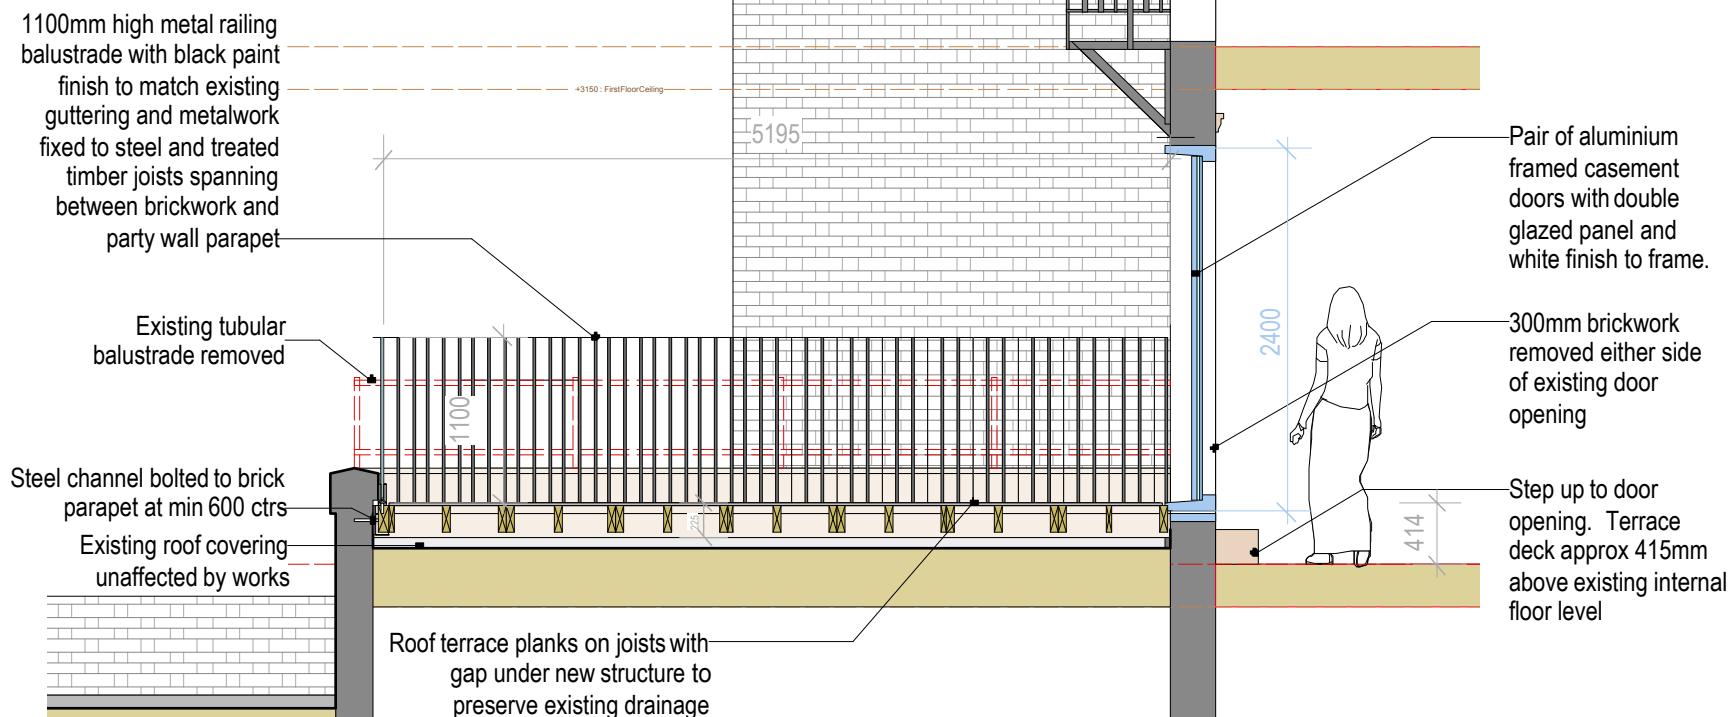 1100mm high metal railing
balustrade with black paint
finish to match existing
guttering and metalwork
fixed to steel and treated
timber joists spanning
between brickwork and
party wall parapet
Existing tubular
balustrade removed
Steel channel bolted to brick
parapet at min 600 ctrs
Existing roof covering
unaffected by works
+3150 : FirstFloorCeiling
5195
1100
225
Roof terrace planks on joists with
gap under new structure to
preserve existing drainage
2400
414
Pair of aluminium
framed casement
doors with double
glazed panel and
white finish to frame.
300mm brickwork
removed either side
of existing door
opening
Step up to door
opening. Terrace
deck approx 415mm
above existing internal
floor level